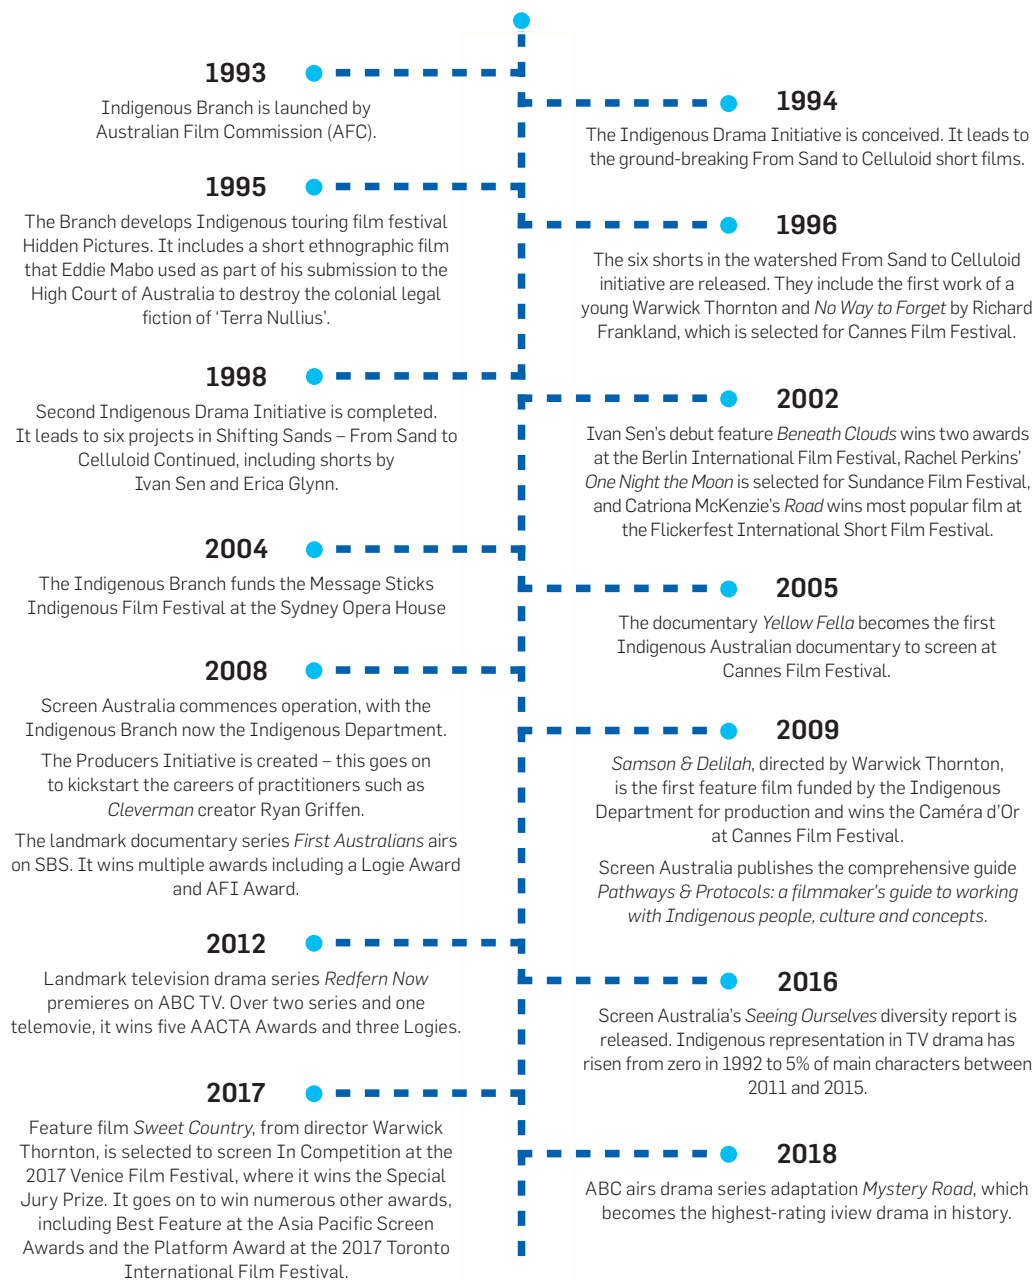 1993
Indigenous Branch is launched by
Australian Film Commission (AFC).
1994
The Indigenous Drama Initiative is conceived. It leads to
the ground-breaking From Sand to Celluloid short films.
1995
The Branch develops Indigenous touring film festival
Hidden Pictures. It includes a short ethnographic film
that Eddie Mabo used as part of his submission to the
High Court of Australia to destroy the colonial legal
fiction of ‘Terra Nullius’.
1996
The six shorts in the watershed From Sand to Celluloid
initiative are released. They include the first work of a
young Warwick Thornton and No Way to Forget by Richard
Frankland, which is selected for Cannes Film Festival.
1998
Second Indigenous Drama Initiative is completed.
It leads to six projects in Shifting Sands – From Sand to
Celluloid Continued, including shorts by
Ivan Sen and Erica Glynn.
2002
Ivan Sen’s debut feature Beneath Clouds wins two awards
at the Berlin International Film Festival, Rachel Perkins’
One Night the Moon is selected for Sundance Film Festival,
and Catriona McKenzie’s Road wins most popular film at
the Flickerfest International Short Film Festival.
2004
The Indigenous Branch funds the Message Sticks
Indigenous Film Festival at the Sydney Opera House
2005
The documentary Yellow Fella becomes the first
Indigenous Australian documentary to screen at
Cannes Film Festival.
2008
Screen Australia commences operation, with the
Indigenous Branch now the Indigenous Department.
The Producers Initiative is created – this goes on
to kickstart the careers of practitioners such as
Cleverman creator Ryan Griffen.
The landmark documentary series First Australians airs
on SBS. It wins multiple awards including a Logie Award
and AFI Award.
2009
Samson & Delilah, directed by Warwick Thornton,
is the first feature film funded by the Indigenous
Department for production and wins the Caméra d’Or
at Cannes Film Festival.
Screen Australia publishes the comprehensive guide
Pathways & Protocols: a filmmaker’s guide to working
with Indigenous people, culture and concepts.
2012
Landmark television drama series Redfern Now
premieres on ABC TV. Over two series and one
telemovie, it wins five AACTA Awards and three Logies.
2016
Screen Australia’s Seeing Ourselves diversity report is
released. Indigenous representation in TV drama has
risen from zero in 1992 to 5% of main characters between
2011 and 2015.
2017
Feature film Sweet Country, from director Warwick
Thornton, is selected to screen In Competition at the
2017 Venice Film Festival, where it wins the Special
Jury Prize. It goes on to win numerous other awards,
including Best Feature at the Asia Pacific Screen
Awards and the Platform Award at the 2017 Toronto
International Film Festival.
2018
ABC airs drama series adaptation Mystery Road, which
becomes the highest-rating iview drama in history.